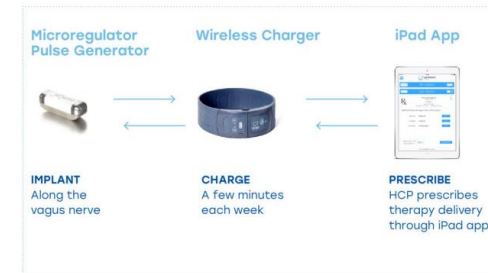 Microregulator
Pulse Generator
Wireless Charger
iPad App
IMPLANT
Along the
vagus nerve
CHARGE
A few minutes
each week
PRESCRIBE
HCP prescribes
therapy delivery
through iPad app